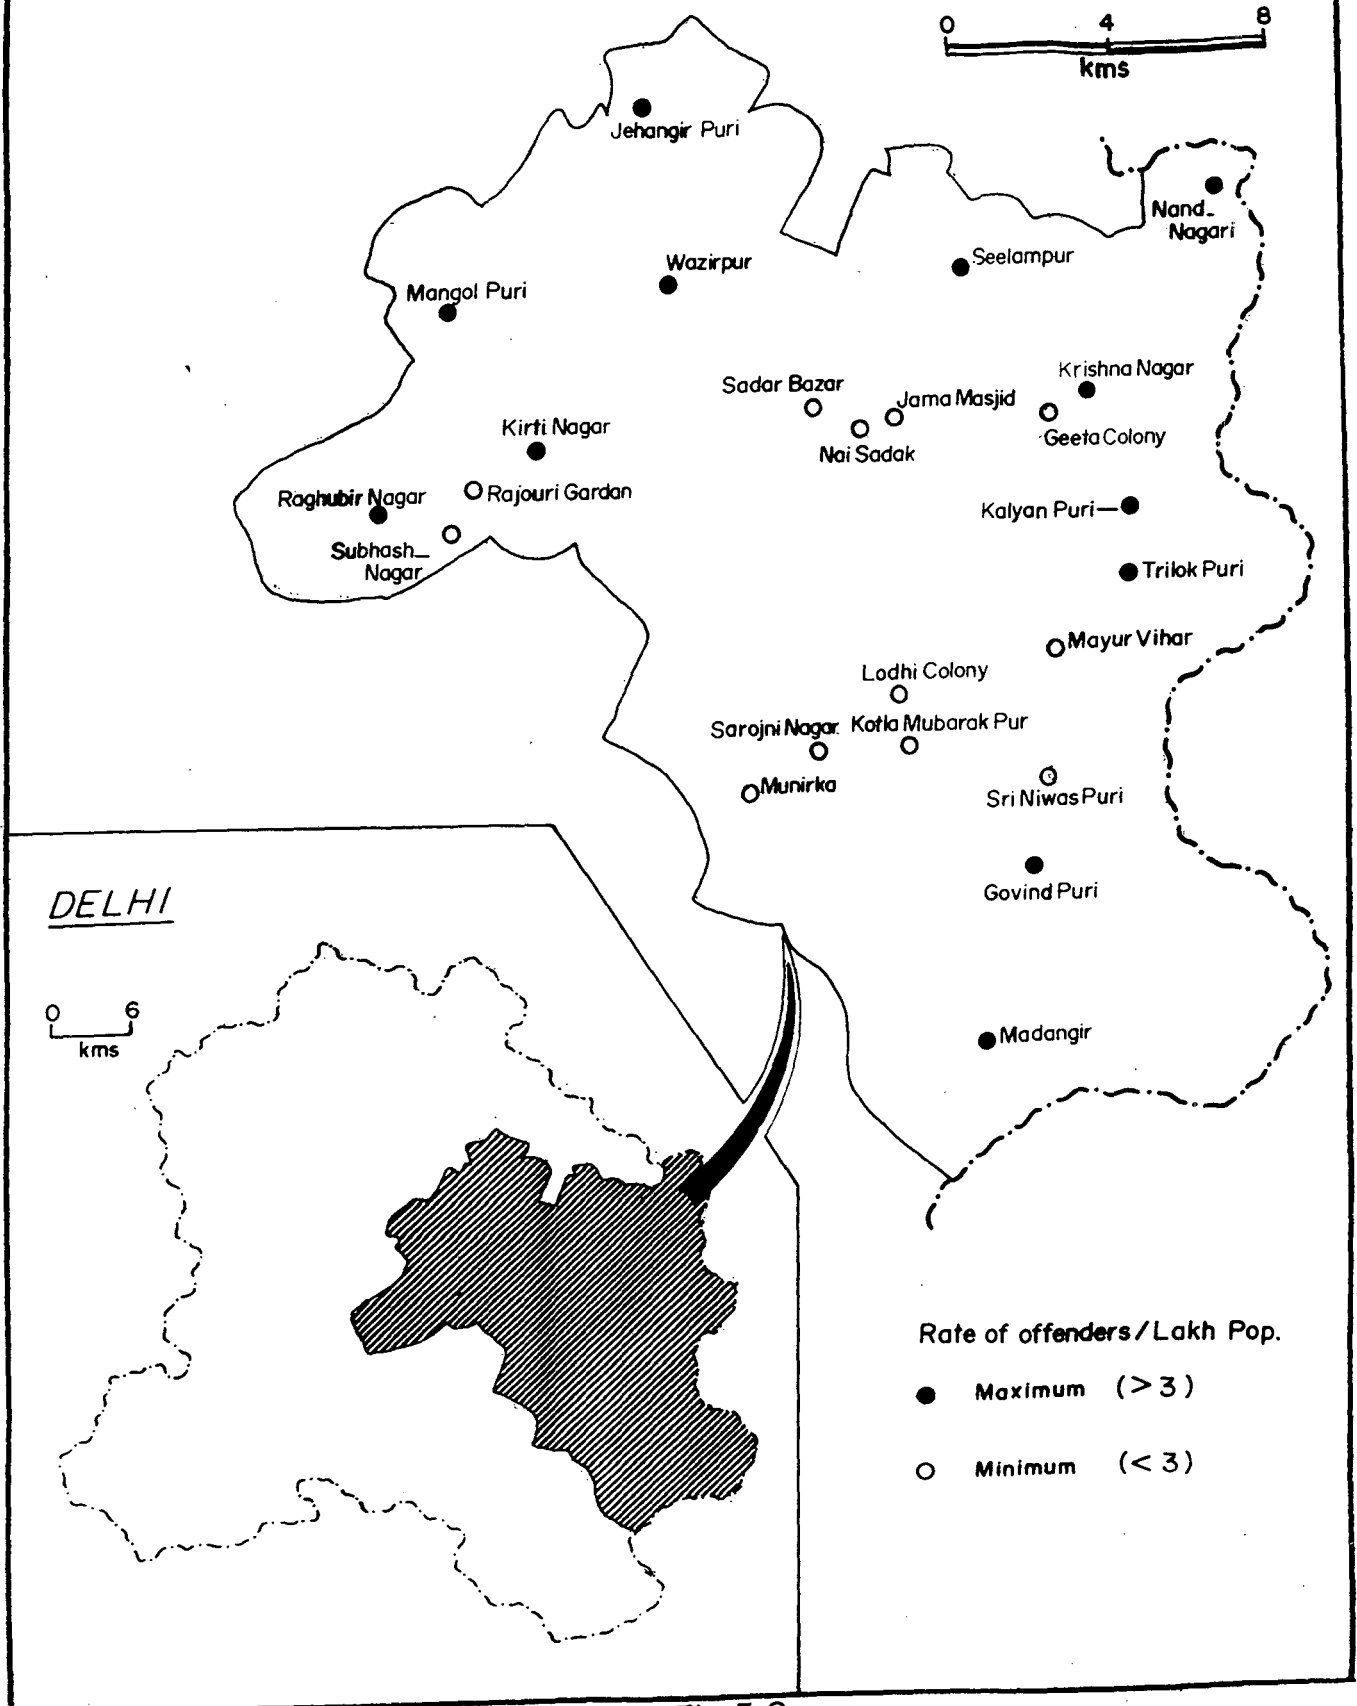 0 4 8
kms
Jehangir Puri
Nand-
Nagari
Wazirpur
Seelampur
Mangol Puri
Sadar Bazar
Krishna Nagar
Jama Masjid
Kirti Nagar
Nai Sadak
Geeta Colony
Raghubir Nagar
Rajouri Gardan
Kalyan Puri
Subhash-
Nagar
Trilok Puri
Mayur Vihar
Lodhi Colony
Sarojni Nagar
Kotla Mubarak Pur
Munirka
Sri Niwas Puri
Govind Puri
DELHI
0 6
kms
Madangir
Rate of offenders/Lakh Pop.
Maximum (>3)
Minimum (<3)